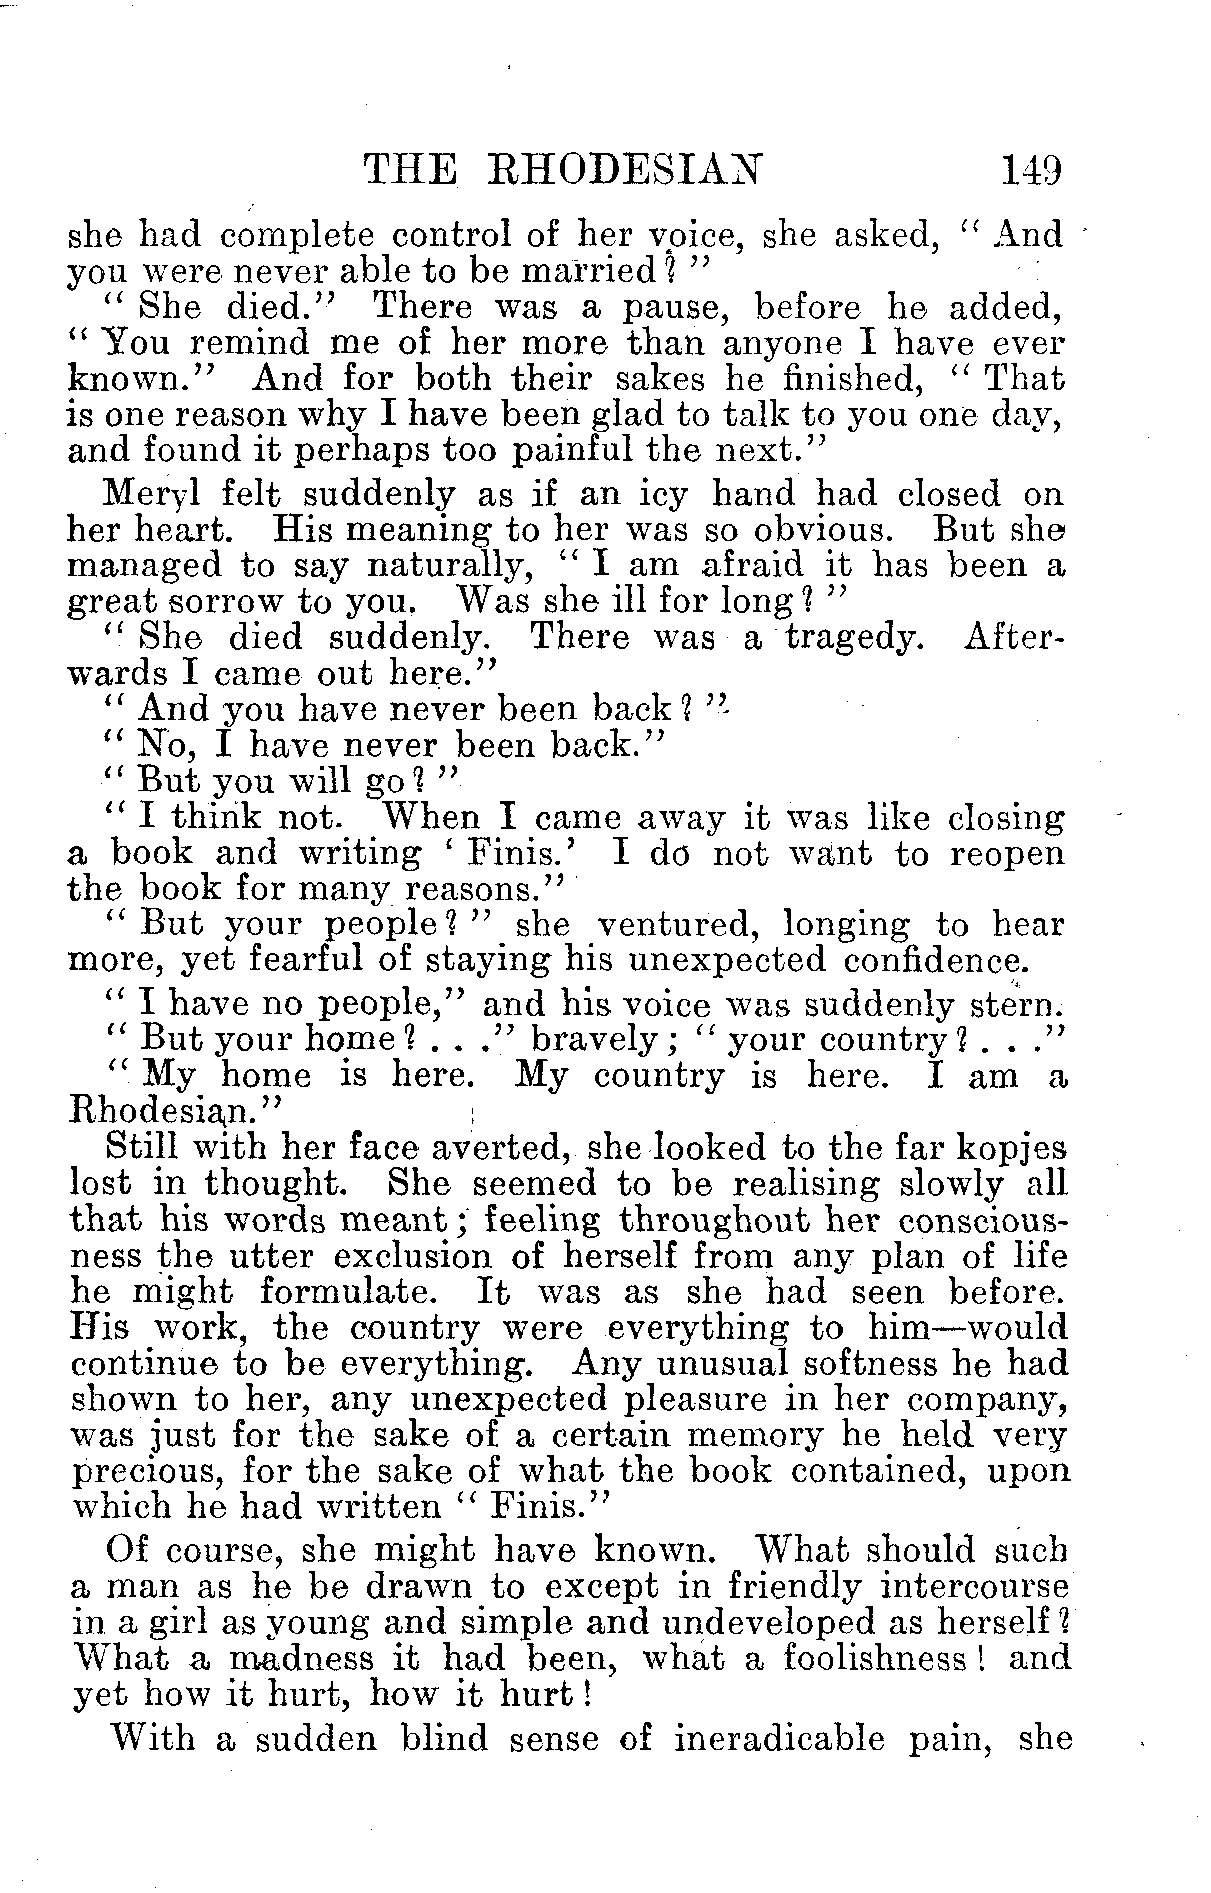 THE RHODESIAN 149
she had complete control of her voice, she asked, " And
you were never able to be married? "
" She died." There was a pause, before he added,
" You remind me of her more than anyone I have ever
known." And for both their sakes he finished, " That
is one reason why I have been glad to talk to you one day,
and found it perhaps too painful the next."
Meryl felt suddenly as if an icy hand had closed on
her heart. His meaning to her was so obvious. But she
managed to say naturally, " I am afraid it has been a
great sorrow to you. Was she ill for long? "
" She died suddenly. There was a tragedy. After-
wards I came out here."
" And you have never been back? "
" No, I have never been back."
" But you will go? "
" I think not. When I came away it was like closing
a book and writing ' Finis.' I do not want to reopen
the book for many reasons."
" But your people? " she ventured, longing to hear
more, yet fearful of staying his unexpected confidence.
" I have no people," and his voice was suddenly stern.
" But your home? . . ." bravely; " your country? . . ."
" My home is here. My country is here. I am a
Rhodesian."
Still with her face averted, she looked to the far kopjes
lost in thought. She seemed to be realising slowly all
that his words meant; feeling throughout her conscious-
ness the utter exclusion of herself from any plan of life
he might formulate. It was as she had seen before.
His work, the country were everything to him—would
continue to be everything. Any unusual softness he had
shown to her, any unexpected pleasure in her company,
was just for the sake of a certain memory he held very
precious, for the sake of what the book contained, upon
which he had written " Finis."
Of course, she might have known. What should such
a man as he be drawn to except in friendly intercourse
in a girl as young and simple and undeveloped as herself?
What a madness it had been, what a foolishness! and
yet how it hurt, how it hurt!
With a sudden blind sense of ineradicable pain, she